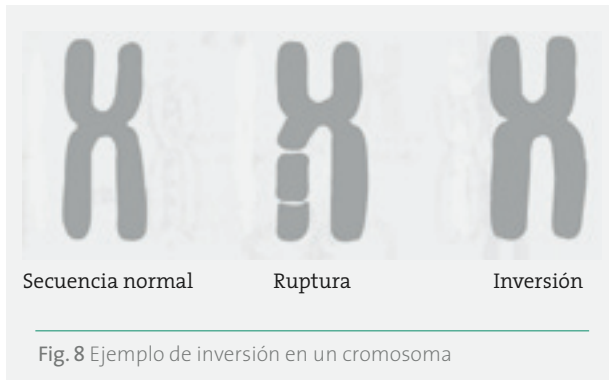 Secuencia normal Ruptura Inversión
Fig. 8 Ejemplo de inversión en un cromosoma